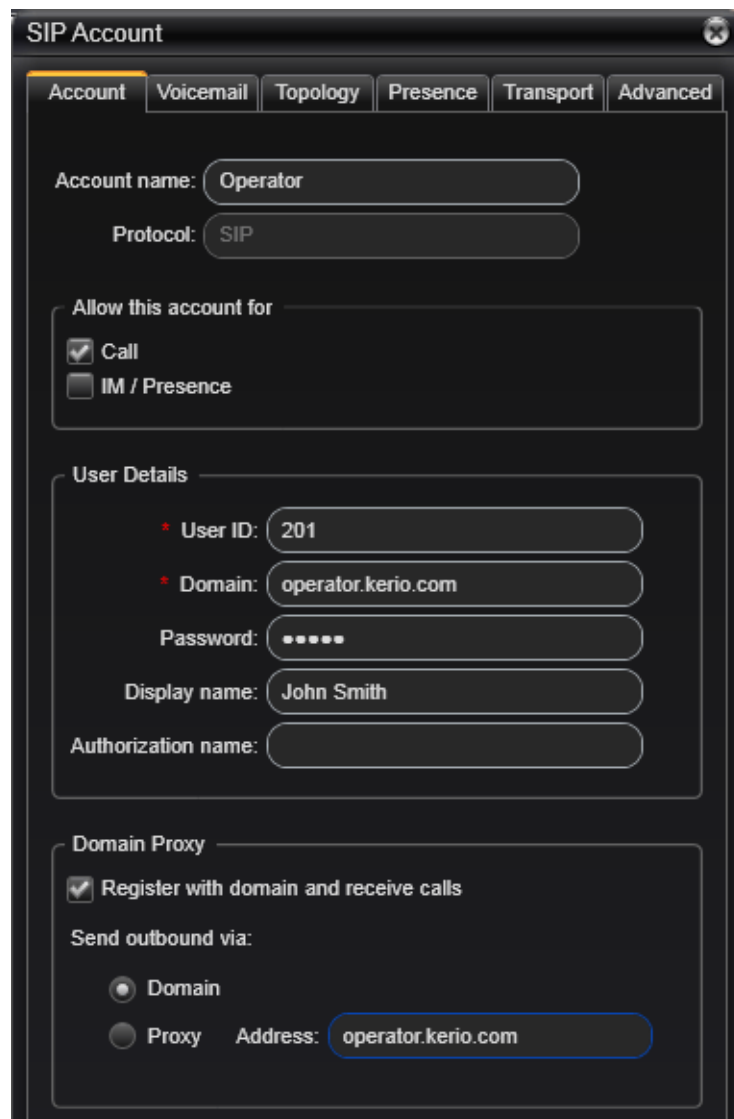 SIP Account
Account Voicemail Topology Presence Transport Advanced
Account name: Operator
Protocol: SIP
Allow this account for
Call
IM / Presence
User Details
* User ID: 201
* Domain: operator.kerio.com
Password: •••••
Display name: John Smith
Authorization name:
Domain Proxy
Register with domain and receive calls
Send outbound via:
Domain
Proxy Address: operator.kerio.com